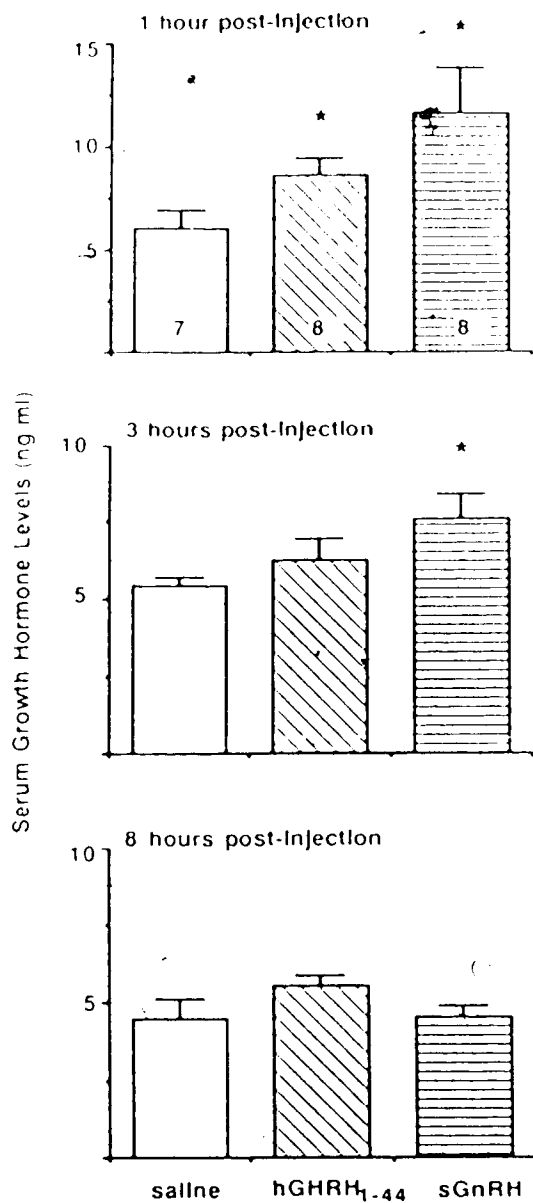 1 hour post-Injection
15
★
★
10
5
7
8
8
3 hours post-Injection
10
★
5
Serum Growth Hormone Levels (ng ml)
8 hours post-Injection
10
5
saline hGHRH1-44 sGnRH